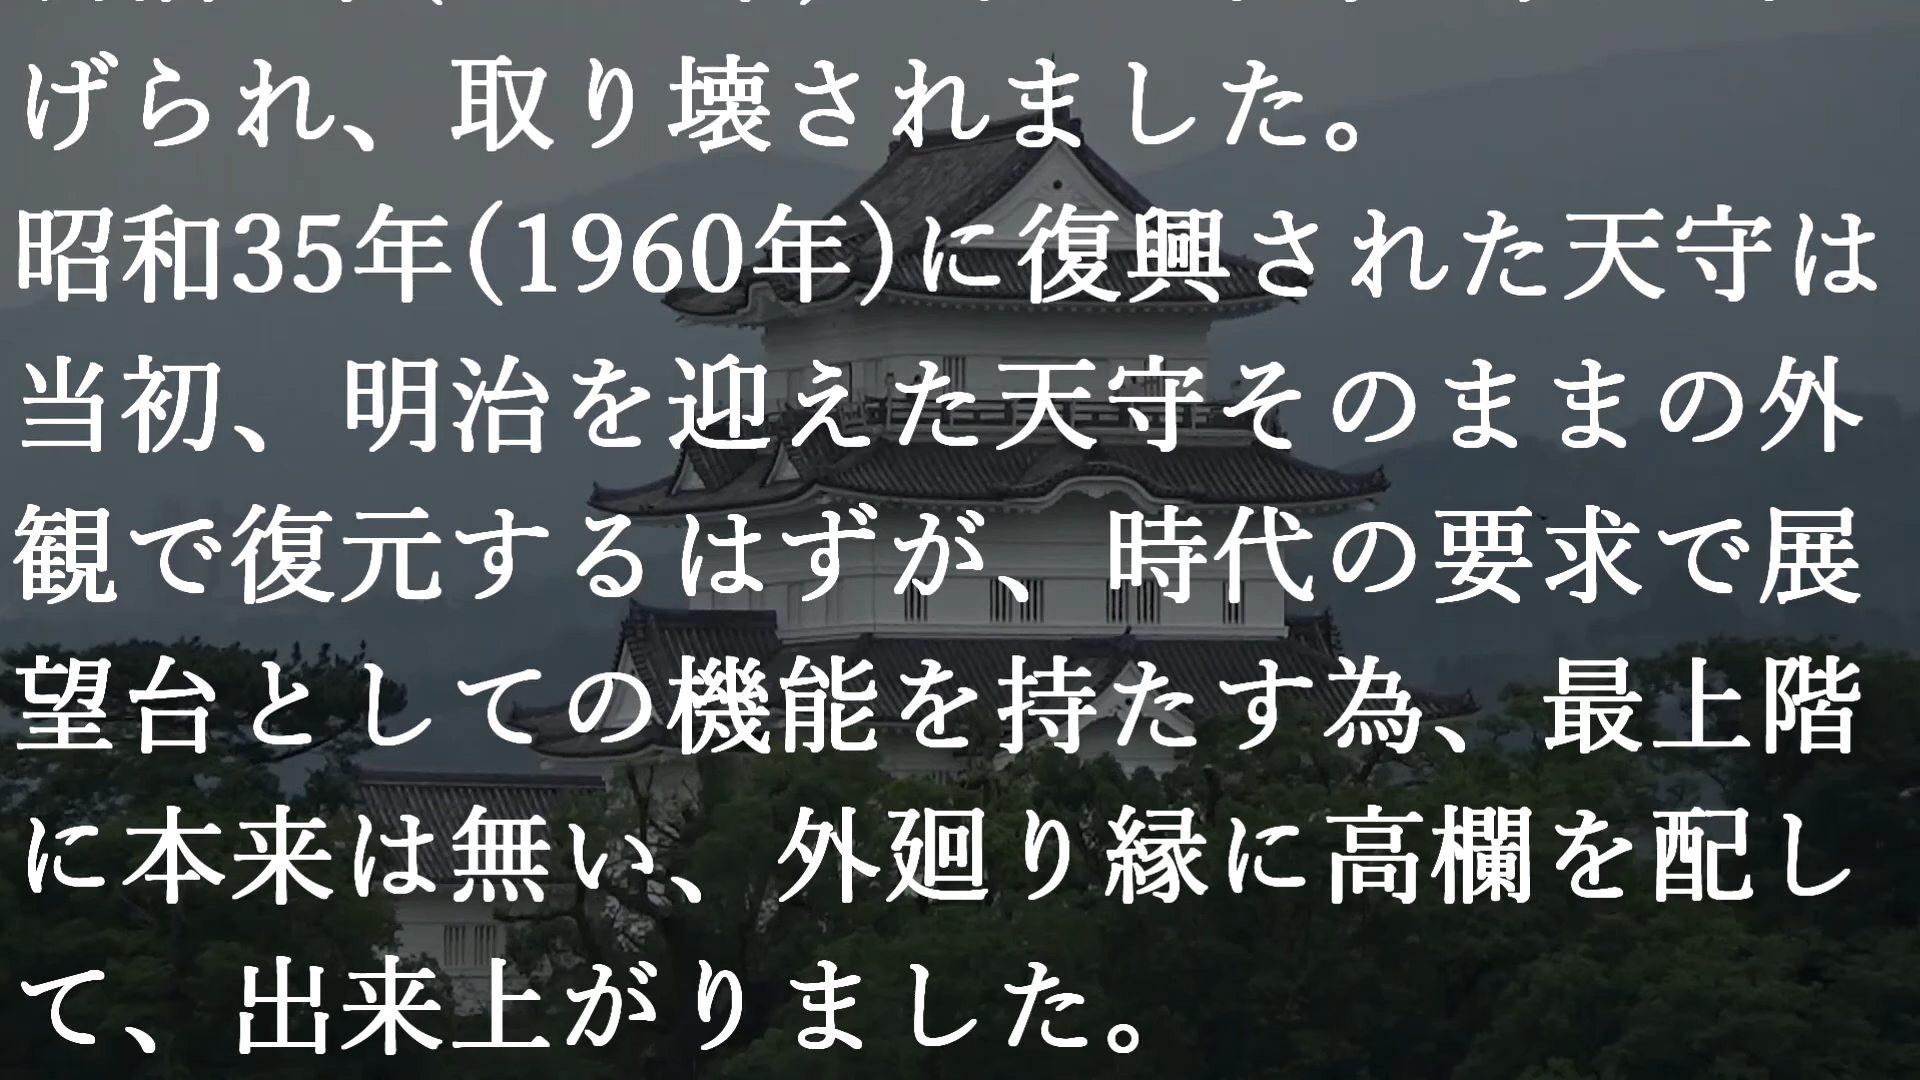 げられ、取り壊されました。
昭和35年(1960年)に復興された天守は
当初、明治を迎えた天守そのままの外
観で復元するはずが、時代の要求で展
望台としての機能を持たす為、最上階
に本来は無い、外廻り縁に高欄を配し
て、出来上がりました。